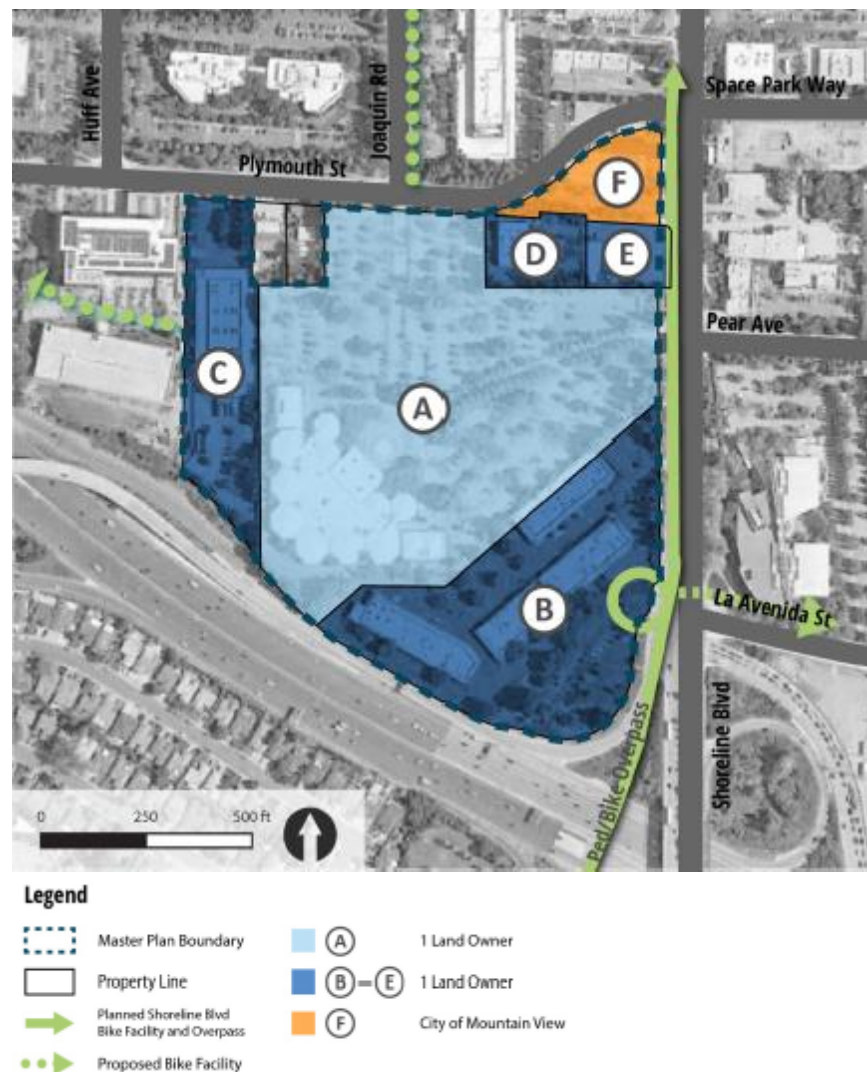 Huff Ave
Joaquin Rd
Space Park Way
Plymouth St
F
D
E
Pear Ave
C
A
B
La Avenida St
Shoreline Blvd
Ped/Bike Overpass
0 250 500 ft
Legend
Master Plan Boundary A 1 Land Owner
Property Line B – E 1 Land Owner
Planned Shoreline Blvd
Bike Facility and Overpass F City of Mountain View
Proposed Bike Facility